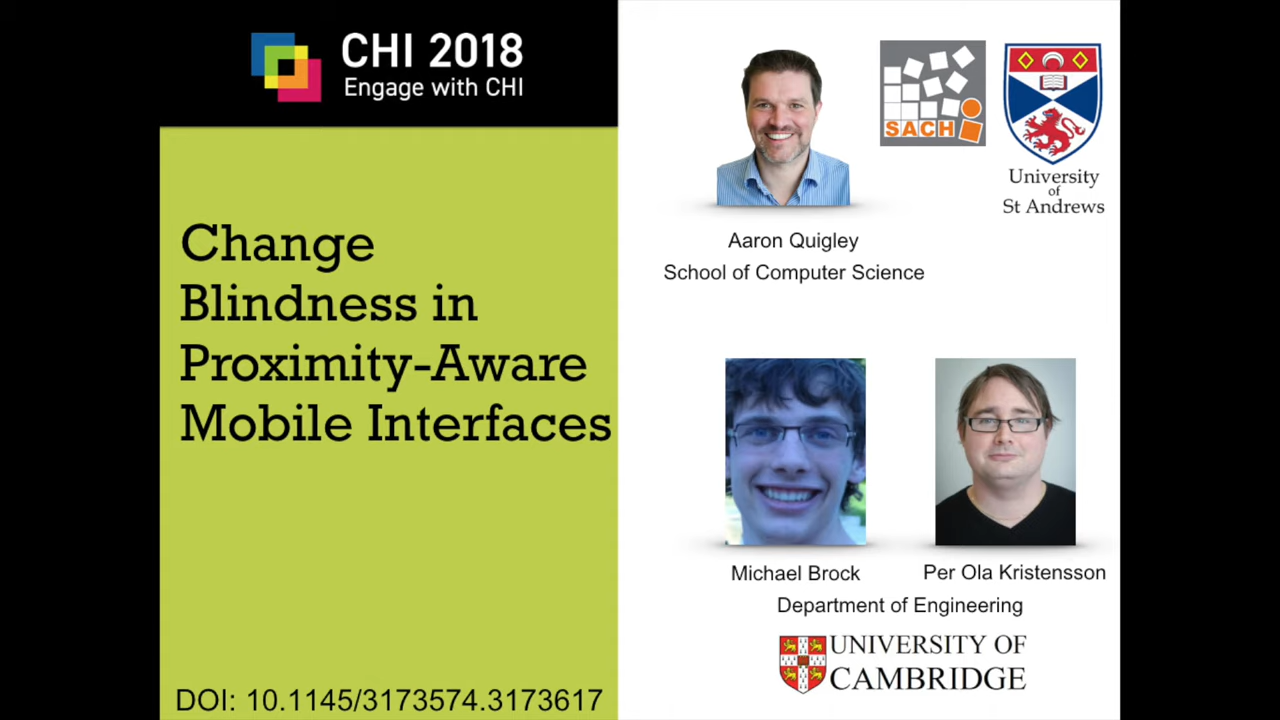 CHI 2018
Engage with CHI
Change
Blindness in
Proximity-Aware
Mobile Interfaces
DOI: 10.1145/3173574.3173617
SACHI
University
of
St Andrews
Aaron Quigley
School of Computer Science
Michael Brock
Per Ola Kristensson
Department of Engineering
UNIVERSITY OF
CAMBRIDGE